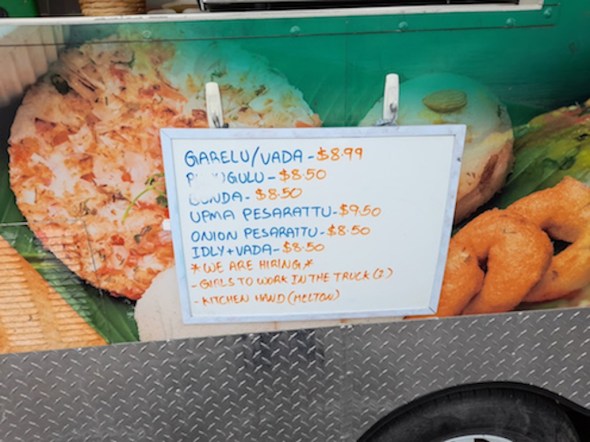 GARELU/VADA - $8.99
- $8.50
- $8.50
UPMA PESARATTU - $9.50
ONION PESARATTU - $8.50
IDLY + VADA - $8.50
* WE ARE HIRING *
- GIRLS TO WORK IN THE TRUCK (2)
- KITCHEN HAND (MELTON)